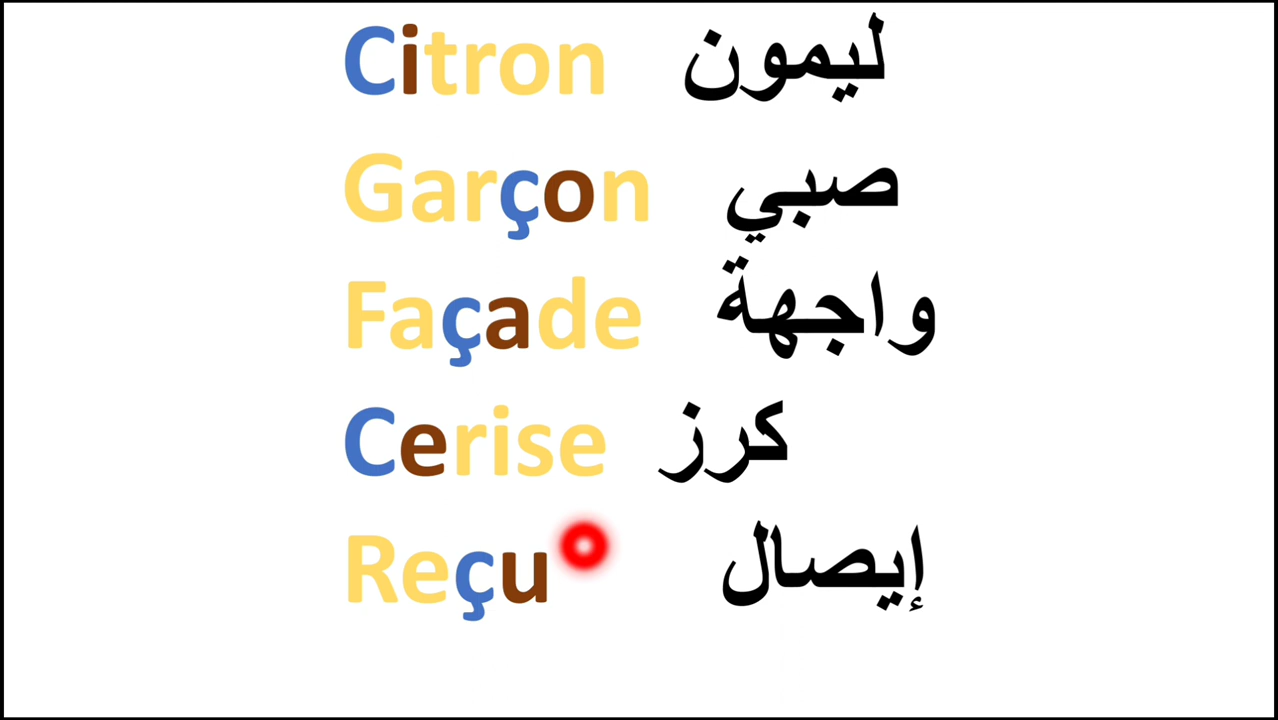 Citron ليمون
Garçon صبي
Façade واجهة
Cerise كرز
Reçu إيصال